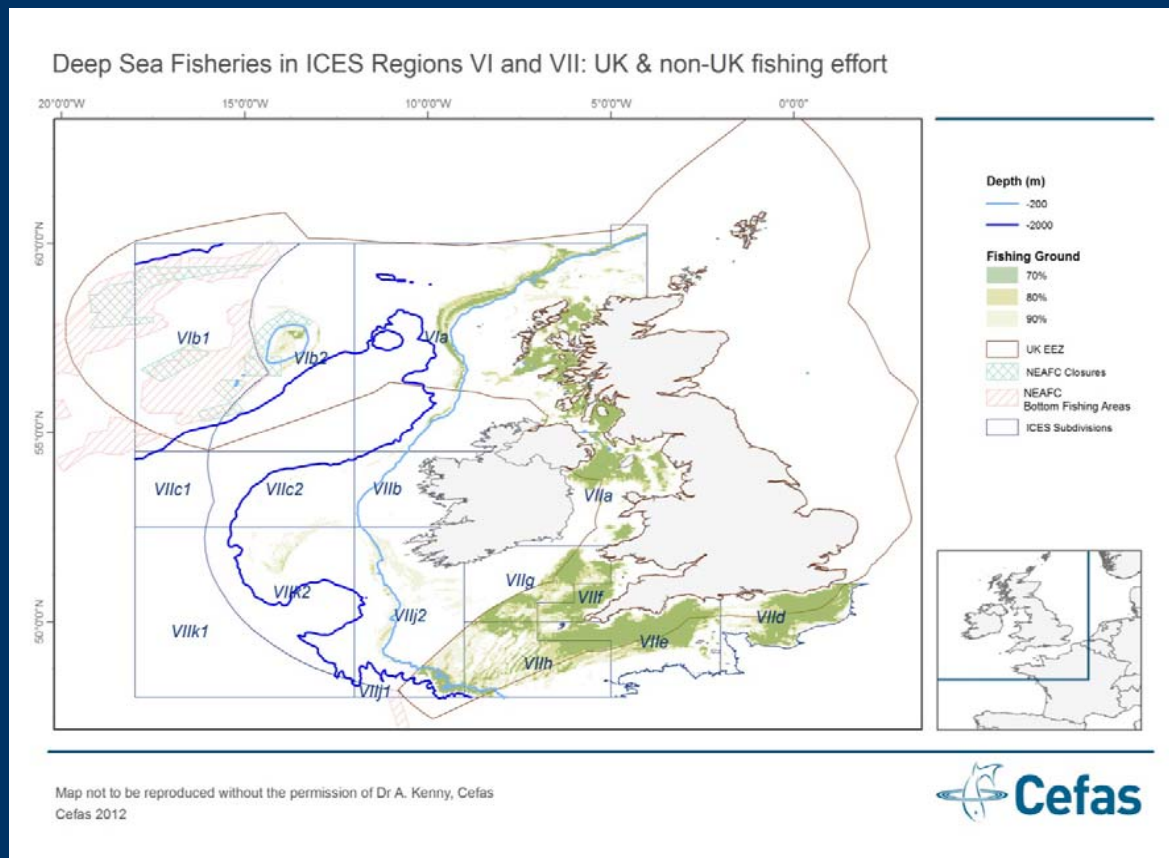 Deep Sea Fisheries in ICES Regions VI and VII: UK & non-UK fishing effort
20°0'0"W 15°0'0"W 10°0'0"W 5°0'0"W 0°0'0"
60°0'0"N
55°0'0"N
50°0'0"N
VIb1
VIb2
VIa
VIIc1
VIIc2
VIIb
VIIa
VIIg
VIIf
VIIk2
VIIj2
VIId
VIIk1
VIIe
VIIh
VIIj1
Depth (m)
-200
-2000
Fishing Ground
70%
80%
90%
UK EEZ
NEAFC Closures
NEAFC
Bottom Fishing Areas
ICES Subdivisions
Map not to be reproduced without the permission of Dr A. Kenny, Cefas
Cefas 2012
Cefas